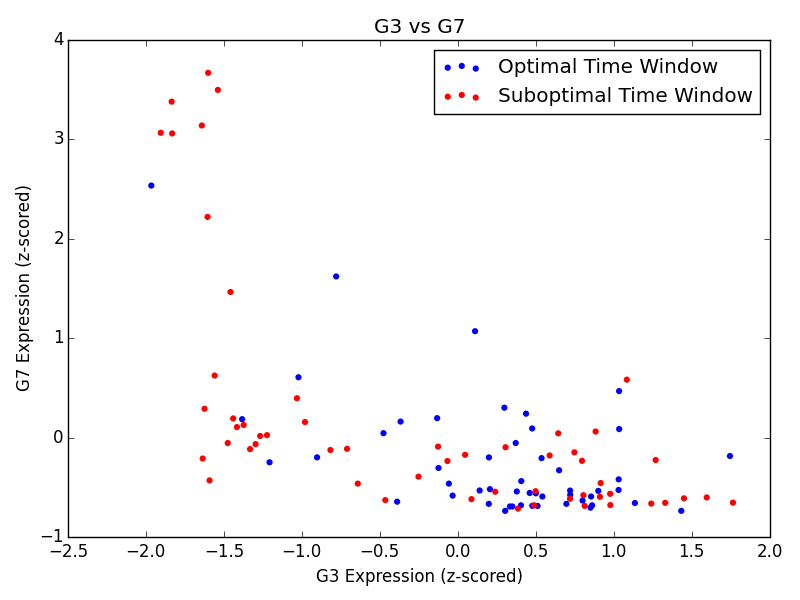 G3 vs G7
Optimal Time Window
Suboptimal Time Window
G7 Expression (z-scored)
4
3
2
1
0
−1
−2.5 −2.0 −1.5 −1.0 −0.5 0.0 0.5 1.0 1.5 2.0
G3 Expression (z-scored)